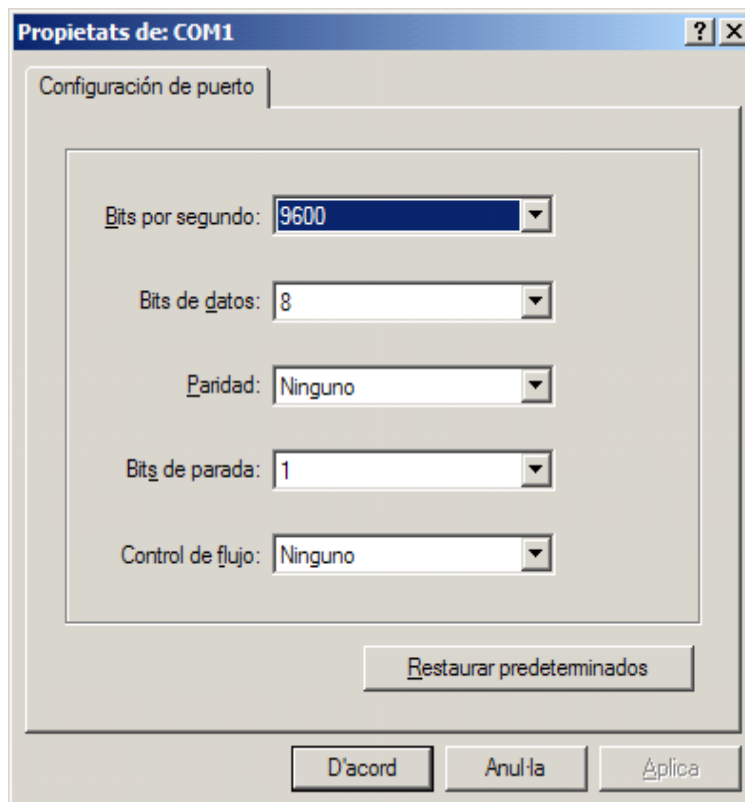 Propietats de: COM1
Configuración de puerto
Bits por segundo: 9600
Bits de datos: 8
Paridad: Ninguno
Bits de parada: 1
Control de flujo: Ninguno
Restaurar predeterminados
D'acord Anul·la Aplica